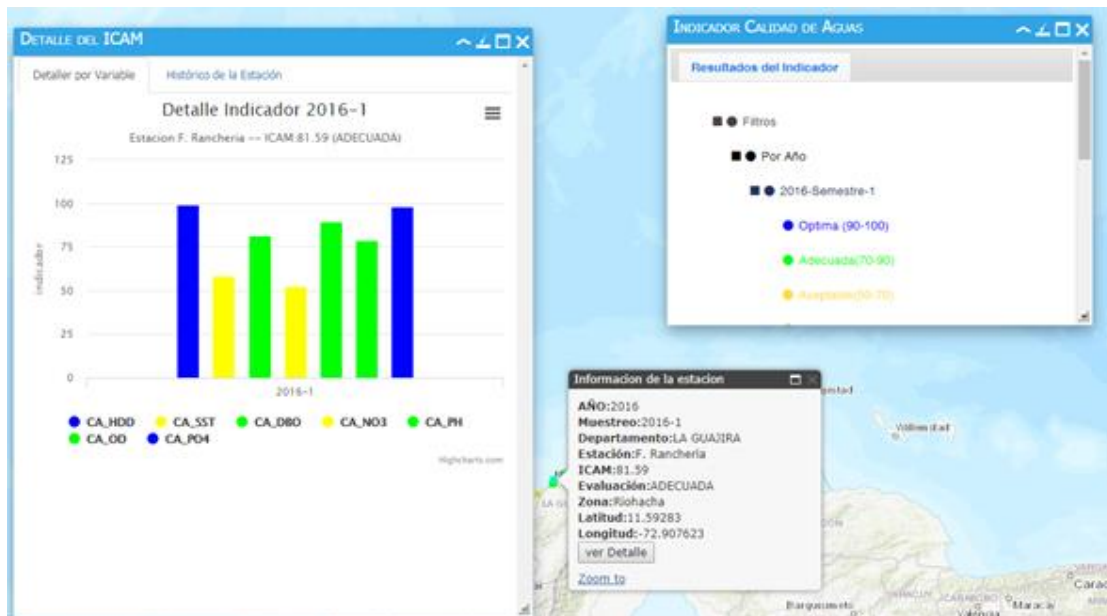 DETALLE DEL ICAM
Detaller por Variable
Histórico de la Estación
Detalle Indicador 2016-1
Estacion F. Rancheria -- ICAM:81.59 (ADECUADA)
125
100
75
50
25
0
indicador
2016-1
CA_HDD
CA_SST
CA_DBO
CA_NO3
CA_PH
CA_OD
CA_PO4
Highcharts.com
INDICADOR CALIDAD DE AGUAS
Resultados del Indicador
Filtros
Por Año
2016-Semestre-1
Optima (90-100)
Adecuada(70-90)
Aceptable(50-70)
Informacion de la estacion
AÑO:2016
Muestreo:2016-1
Departamento:LA GUAJIRA
Estación:F. Rancheria
ICAM:81.59
Evaluación:ADECUADA
Zona:Riohacha
Latitud:11.59283
Longitud:-72.907623
ver Detalle
Zoom to
Willemstad
Barquisimeto
Maracay
Valencia